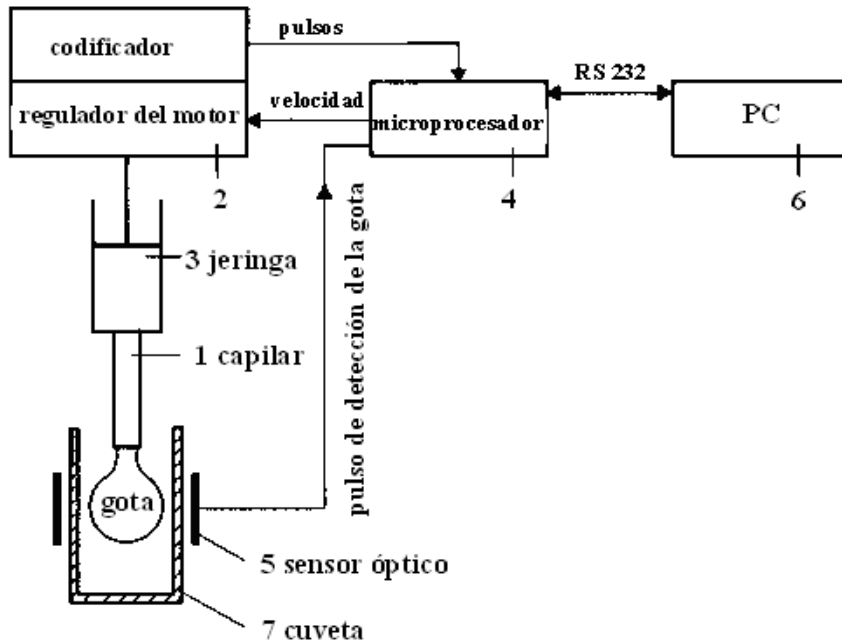 codificador
pulsos
RS 232
regulador del motor
velocidad
microprocesador
PC
2
4
6
3 jeringa
pulso de detección de la gota
1 capilar
gota
5 sensor óptico
7 cuveta